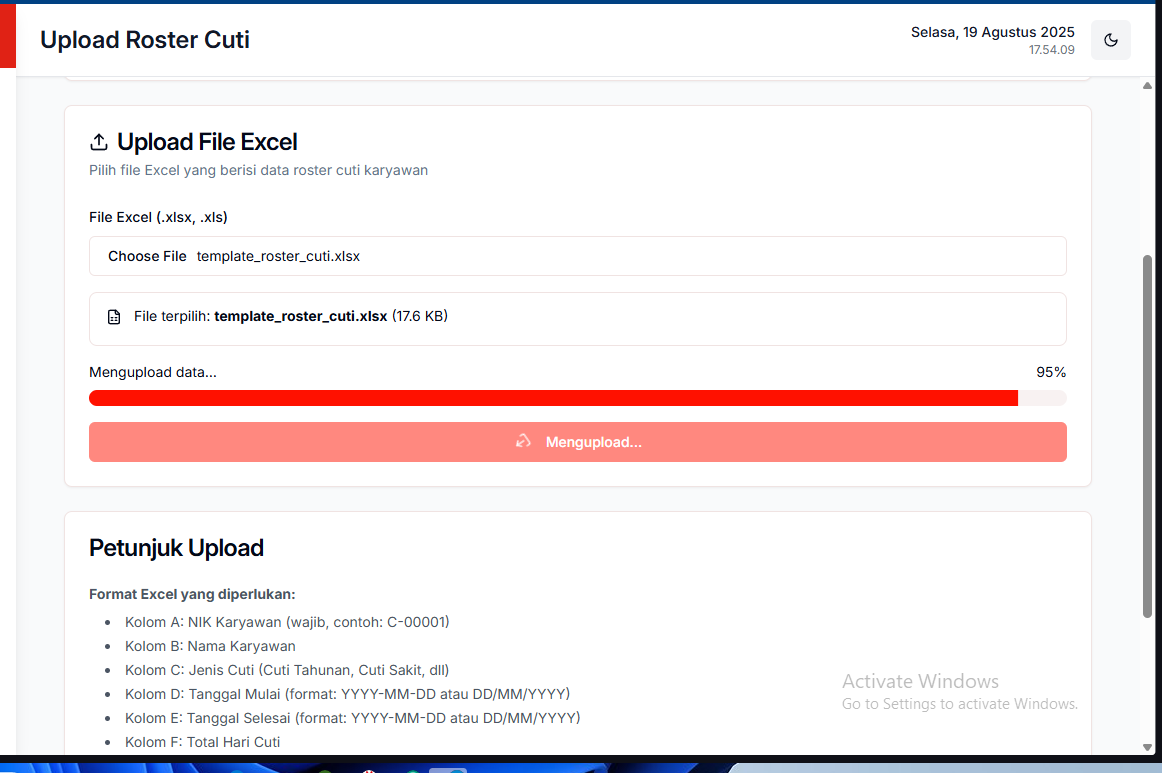 Upload Roster Cuti
Selasa, 19 Agustus 2025
17.54.09
Upload File Excel
Pilih file Excel yang berisi data roster cuti karyawan
File Excel (.xlsx, .xls)
Choose File template_roster_cuti.xlsx
File terpilih: template_roster_cuti.xlsx (17.6 KB)
Mengupload data... 95%
Mengupload...
Petunjuk Upload
Format Excel yang diperlukan:
• Kolom A: NIK Karyawan (wajib, contoh: C-00001)
• Kolom B: Nama Karyawan
• Kolom C: Jenis Cuti (Cuti Tahunan, Cuti Sakit, dll)
• Kolom D: Tanggal Mulai (format: YYYY-MM-DD atau DD/MM/YYYY)
• Kolom E: Tanggal Selesai (format: YYYY-MM-DD atau DD/MM/YYYY)
• Kolom F: Total Hari Cuti
Activate Windows
Go to Settings to activate Windows.